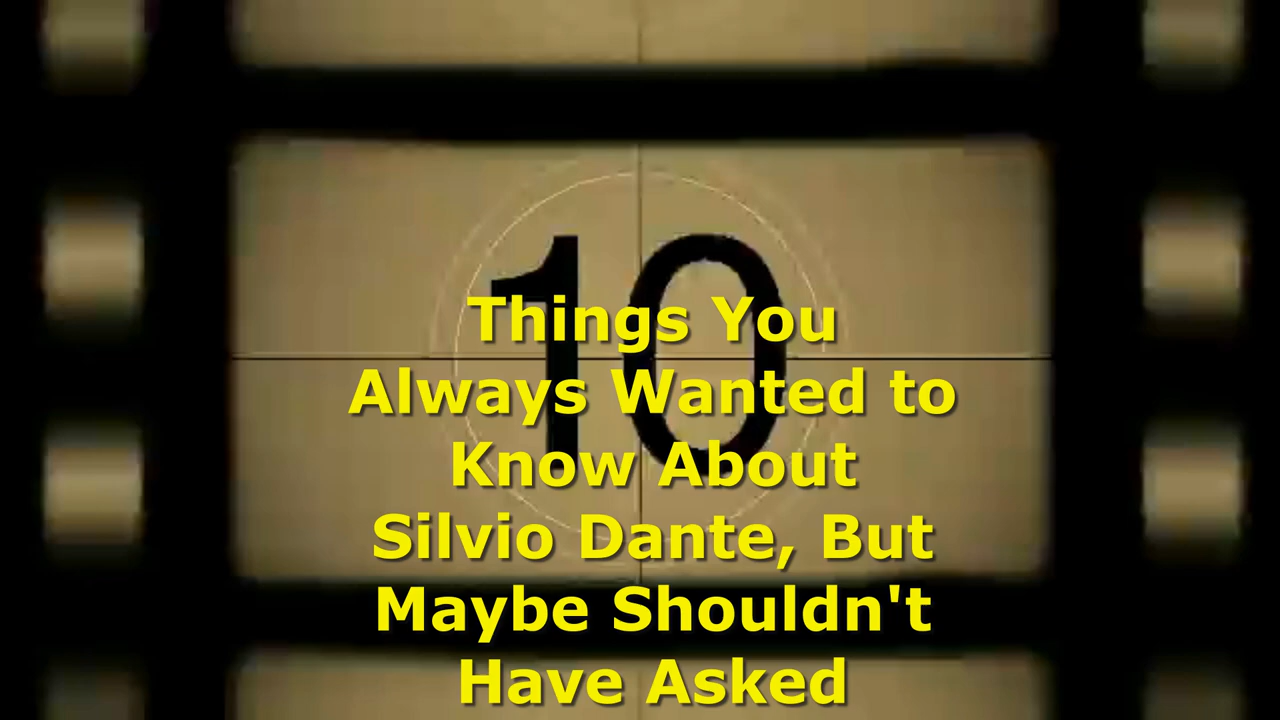 10
Things You
Always Wanted to
Know About
Silvio Dante, But
Maybe Shouldn't
Have Asked